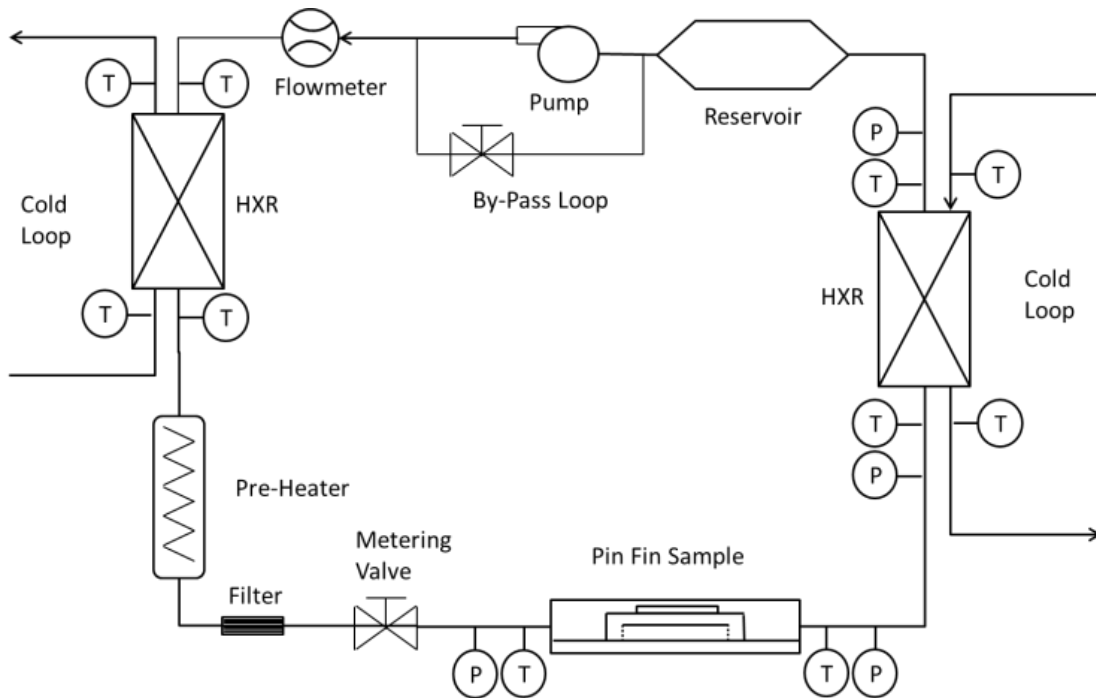 T
T
Flowmeter
Pump
Reservoir
P
T
T
By-Pass Loop
Cold
Loop
HXR
HXR
Cold
Loop
T
T
T
T
P
Pre-Heater
Metering
Valve
Pin Fin Sample
Filter
P
T
T
P